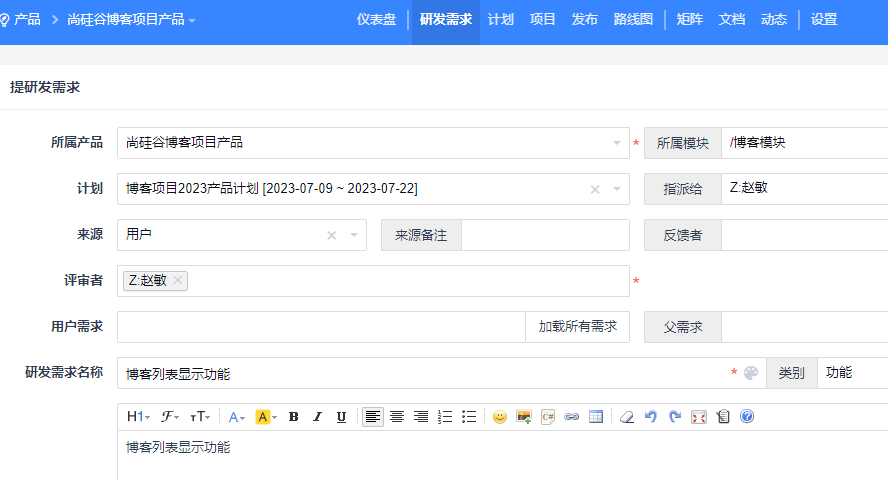 产品 尚硅谷博客项目产品 仪表盘 研发需求 计划 项目 发布 路线图 矩阵 文档 动态 设置
提研发需求
所属产品 尚硅谷博客项目产品 * 所属模块 /博客模块
计划 博客项目2023产品计划 [2023-07-09 ~ 2023-07-22] 指派给 Z:赵敏
来源 用户 来源备注 反馈者
评审者 Z:赵敏 *
用户需求 加载所有需求 父需求
研发需求名称 博客列表显示功能 * 类别 功能
H1 F TT A A B I U C#
博客列表显示功能